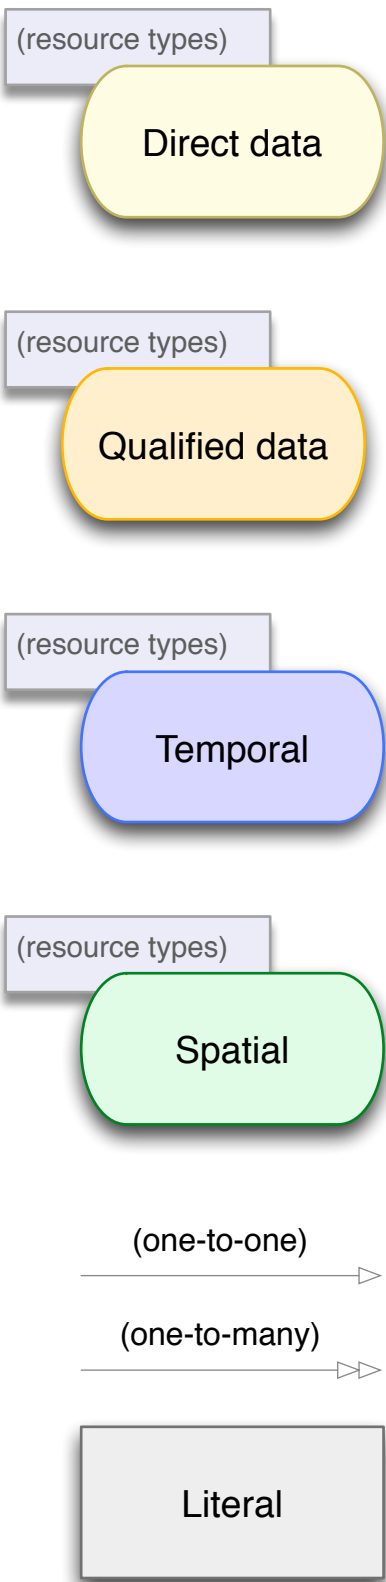 (resource types)
Direct data
(resource types)
Qualified data
(resource types)
Temporal
(resource types)
Spatial
(one-to-one)
(one-to-many)
Literal